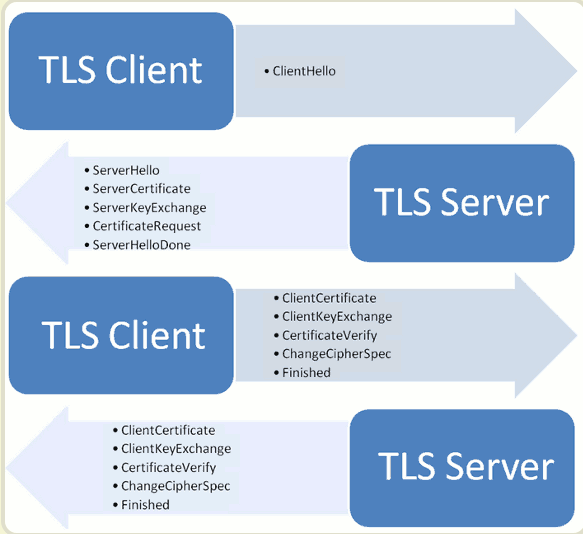 TLS Client
• ClientHello
• ServerHello
• ServerCertificate
• ServerKeyExchange
• CertificateRequest
• ServerHelloDone
TLS Server
TLS Client
• ClientCertificate
• ClientKeyExchange
• CertificateVerify
• ChangeCipherSpec
• Finished
• ClientCertificate
• ClientKeyExchange
• CertificateVerify
• ChangeCipherSpec
• Finished
TLS Server